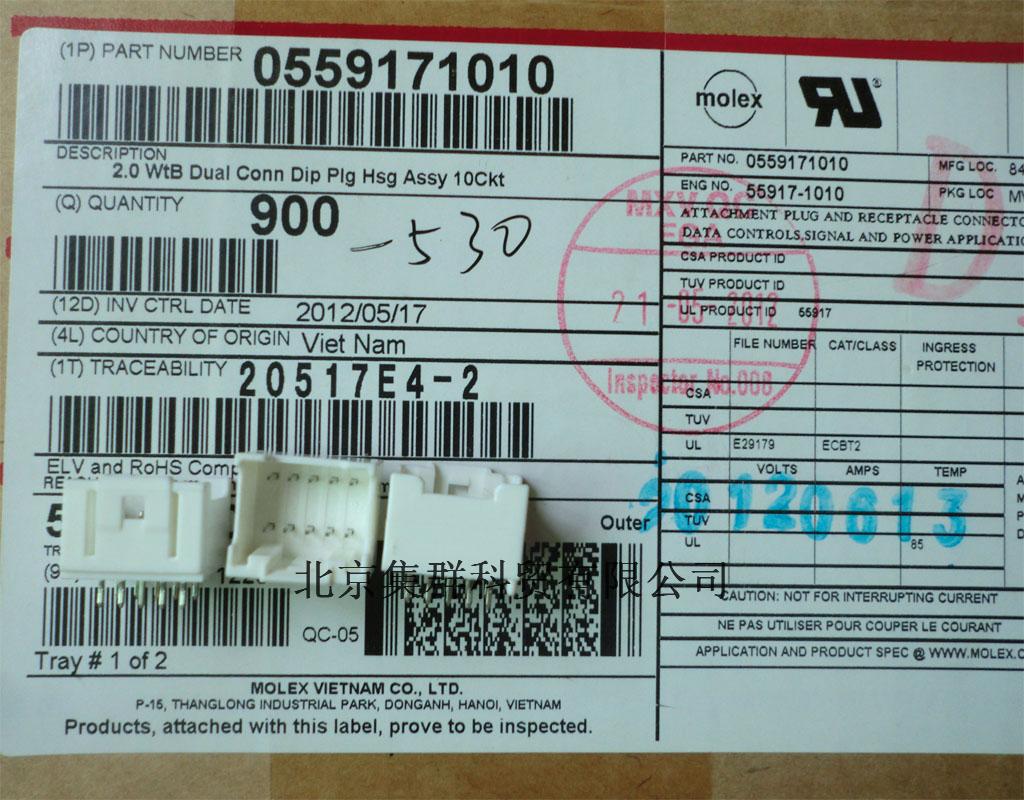 (1P) PART NUMBER 0559171010
DESCRIPTION
2.0 WtB Dual Conn Dip Plg Hsg Assy 10Ckt
(Q) QUANTITY 900
-530
(12D) INV CTRL DATE 2012/05/17
(4L) COUNTRY OF ORIGIN Viet Nam
(1T) TRACEABILITY 20517E4-2
ELV and RoHS
Outer
QC-05
Tray # 1 of 2
MOLEX VIETNAM CO., LTD.
P-15, THANGLONG INDUSTRIAL PARK, DONGANH, HANOI, VIETNAM
Products, attached with this label, prove to be inspected.
molex
PART NO. 0559171010 MFG LOC. 84
ENG NO. 55917-1010 PKG LOC
ATTACHMENT PLUG AND RECEPTACLE
DATA CONTROLS,SIGNAL AND POWER
CSA PRODUCT ID
TUV PRODUCT ID
UL PRODUCT ID 55917
FILE NUMBER CAT/CLASS INGRESS
PROTECTION
CSA
TUV
UL E29179 ECBT2
VOLTS AMPS TEMP
CSA
TUV
UL 85
CAUTION: NOT FOR INTERRUPTING CURRENT
NE PAS UTILISER POUR COUPER LE COURANT
APPLICATION AND PRODUCT SPEC @ WWW.MOLEX.C
MXV QC
21 -05- 2012
Inspector No.008
D
20120613
北京集群科贸有限公司